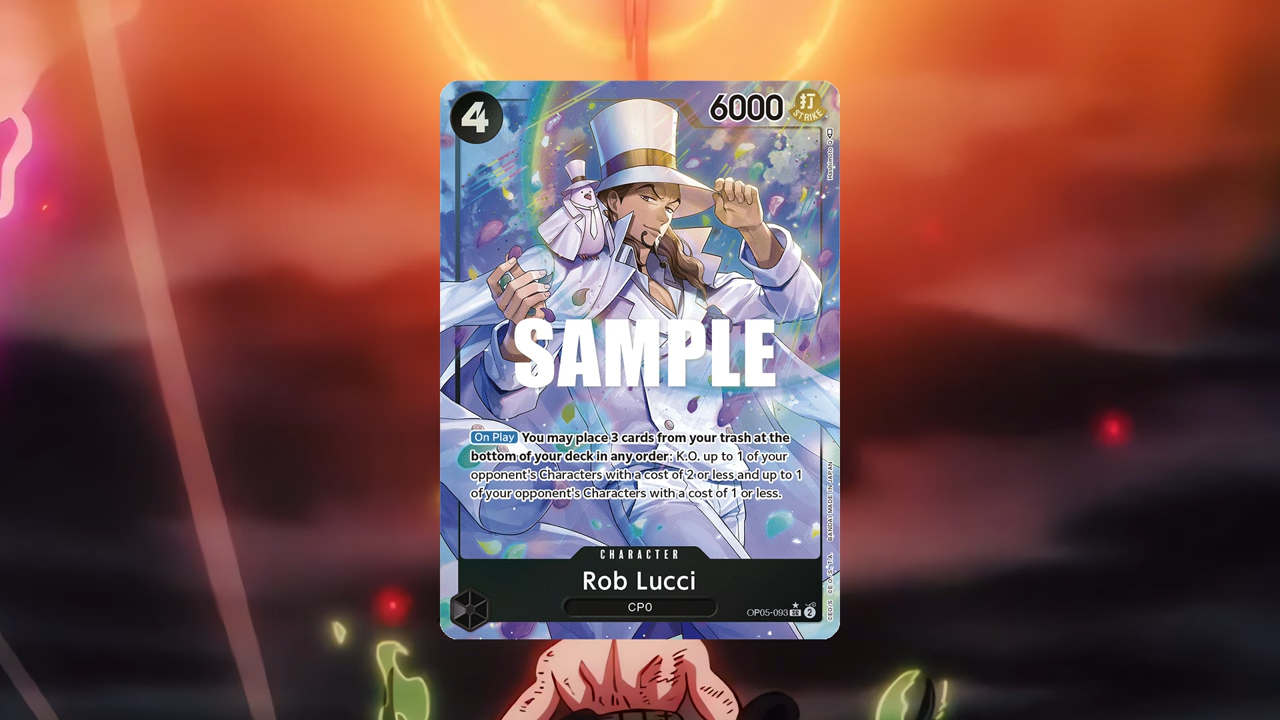 4
6000
打
STRIKE
Hashimoto Q
SAMPLE
On Play You may place 3 cards from your trash at the
bottom of your deck in any order: K.O. up to 1 of your
opponent's Characters with a cost of 2 or less and up to 1
of your opponent's Characters with a cost of 1 or less.
BANDAI MADE IN JAPAN
CHARACTER
Rob Lucci
CP0
OP05-093 SR 2